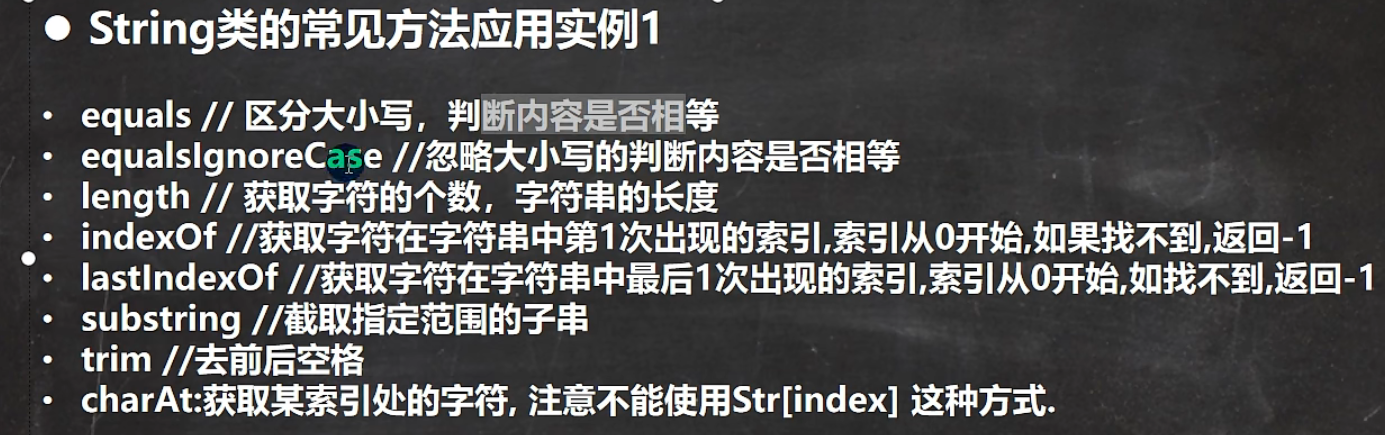 ● String类的常见方法应用实例1
• equals // 区分大小写，判断内容是否相等
• equalsIgnoreCase //忽略大小写的判断内容是否相等
• length // 获取字符的个数，字符串的长度
• indexOf //获取字符在字符串中第1次出现的索引,索引从0开始,如果找不到,返回-1
• lastIndexOf //获取字符在字符串中最后1次出现的索引,索引从0开始,如找不到,返回-1
• substring //截取指定范围的子串
• trim //去前后空格
• charAt:获取某索引处的字符, 注意不能使用Str[index] 这种方式.